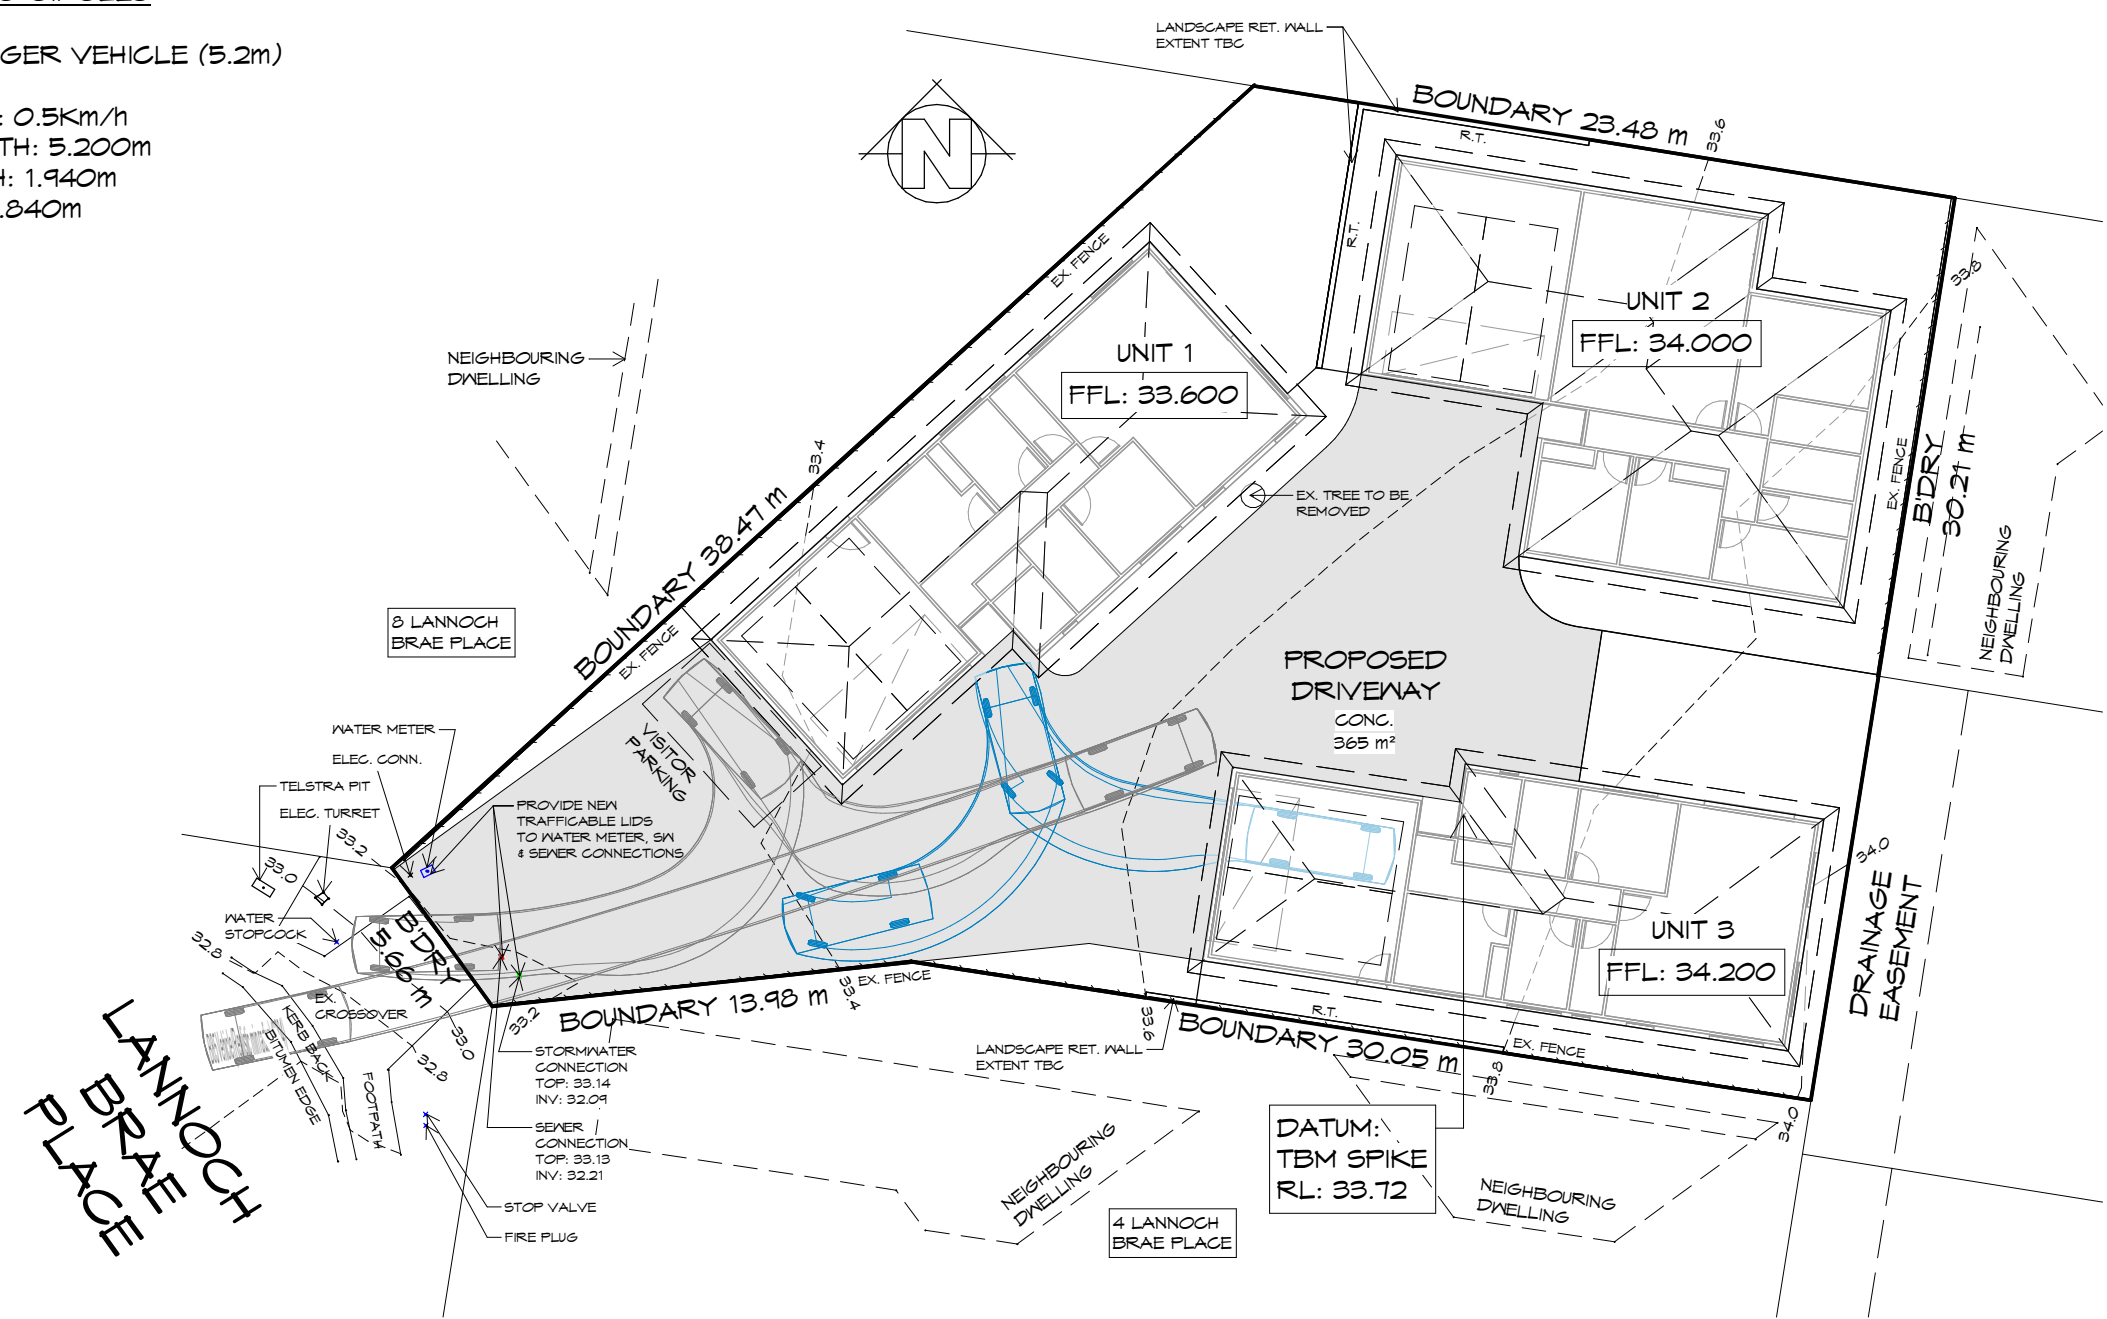 GER VEHICLE (5.2m)
: 0.5Km/h
TH: 5.200m
H: 1.940m
.840m
N
LANDSCAPE RET. WALL
EXTENT TBC
BOUNDARY 23.48 m
R.T.
33.6
R.T.
EX. FENCE
UNIT 2
FFL: 34.000
33.8
UNIT 1
FFL: 33.600
NEIGHBOURING
DWELLING
33.4
BOUNDARY 38.47 m
EX. FENCE
EX. TREE TO BE
REMOVED
EX. FENCE
B'DRY
30.21 m
NEIGHBOURING
DWELLING
8 LANNOCH
BRAE PLACE
PROPOSED
DRIVEWAY
CONC.
365 m²
VISITOR
PARKING
WATER METER
ELEC. CONN.
TELSTRA PIT
ELEC. TURRET
33.2
33.0
PROVIDE NEW
TRAFFICABLE LIDS
TO WATER METER, SW
& SEWER CONNECTIONS
WATER
STOPCOCK
32.8
B'DRY
5.66 m
EX.
CROSSOVER
KERB BACK
BITUMEN EDGE
FOOTPATH
33.0
32.8
33.2
BOUNDARY 13.98 m
33.4
EX. FENCE
UNIT 3
FFL: 34.200
34.0
DRAINAGE
EASEMENT
R.T.
33.6
BOUNDARY 30.05 m
EX. FENCE
33.8
34.0
LANDSCAPE RET. WALL
EXTENT TBC
STORMWATER
CONNECTION
TOP: 33.14
INV: 32.09
SEWER
CONNECTION
TOP: 33.13
INV: 32.21
STOP VALVE
FIRE PLUG
LANNOCH
BRAE
PLACE
NEIGHBOURING
DWELLING
4 LANNOCH
BRAE PLACE
DATUM:
TBM SPIKE
RL: 33.72
NEIGHBOURING
DWELLING